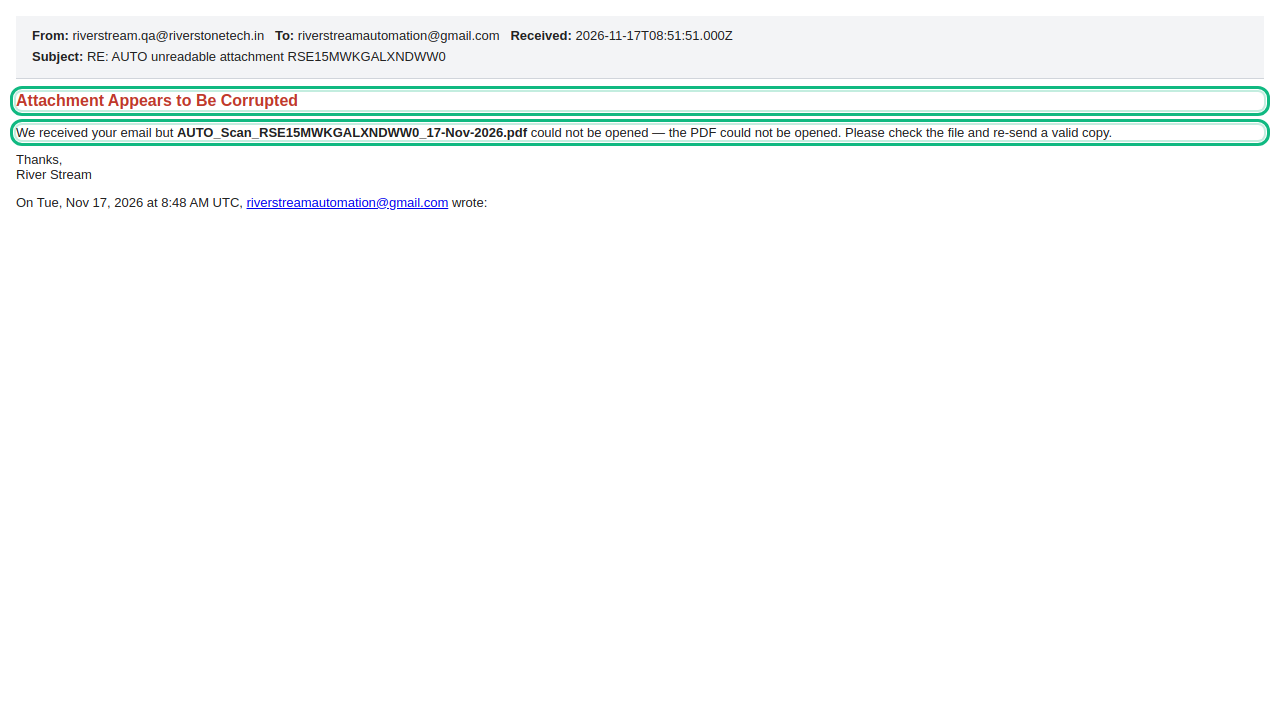 From: riverstream.qa@riverstonetech.in To: riverstreamautomation@gmail.com Received: 2026-11-17T08:51:51.000Z
Subject: RE: AUTO unreadable attachment RSE15MWKGALXNDWW0
Attachment Appears to Be Corrupted
We received your email but AUTO_Scan_RSE15MWKGALXNDWW0_17-Nov-2026.pdf could not be opened — the PDF could not be opened. Please check the file and re-send a valid copy.
Thanks,
River Stream
On Tue, Nov 17, 2026 at 8:48 AM UTC, riverstreamautomation@gmail.com wrote: